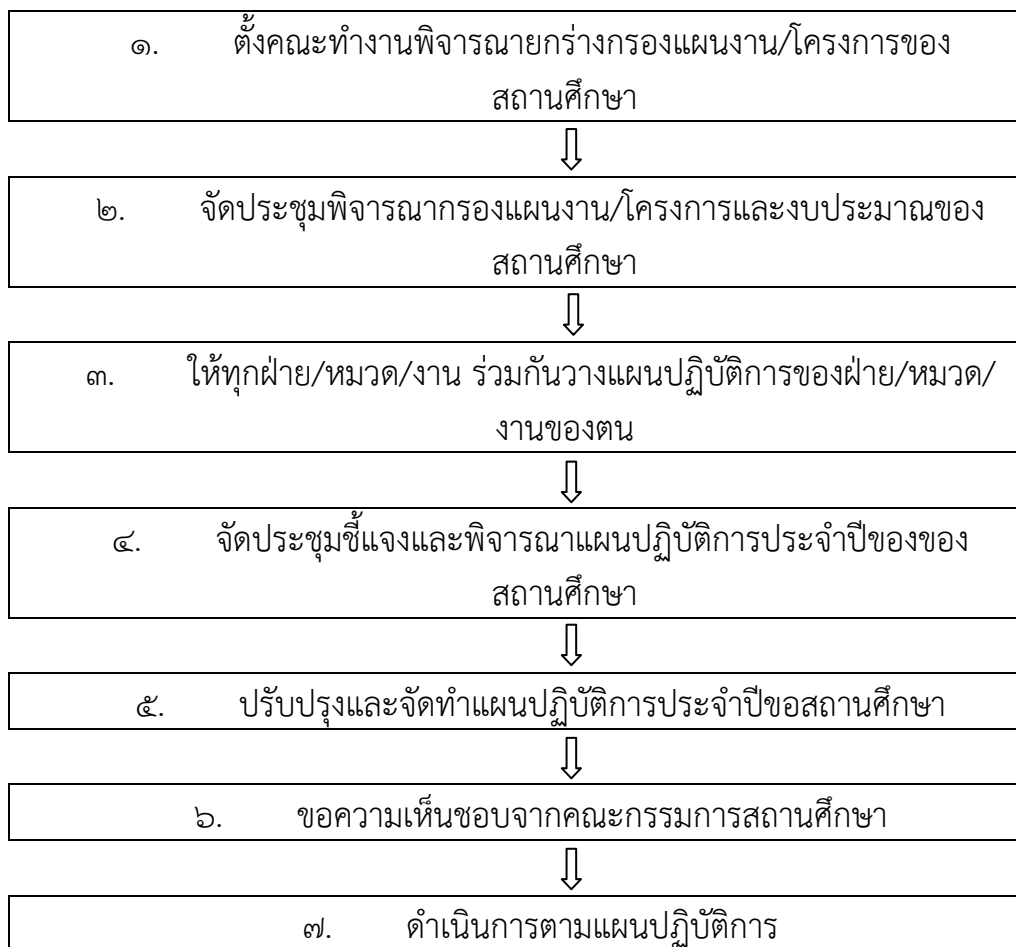 ๑. ตั้งคณะทำงานพิจารณายกร่างกรองแผนงาน/โครงการของ
สถานศึกษา
๒. จัดประชุมพิจารณากรองแผนงาน/โครงการและงบประมาณของ
สถานศึกษา
๓. ให้ทุกฝ่าย/หมวด/งาน ร่วมกันวางแผนปฏิบัติการของฝ่าย/หมวด/
งานของตน
๔. จัดประชุมชี้แจงและพิจารณาแผนปฏิบัติการประจำปีของของ
สถานศึกษา
๕. ปรับปรุงและจัดทำแผนปฏิบัติการประจำปีขอสถานศึกษา
๖. ขอความเห็นชอบจากคณะกรรมการสถานศึกษา
๗. ดำเนินการตามแผนปฏิบัติการ